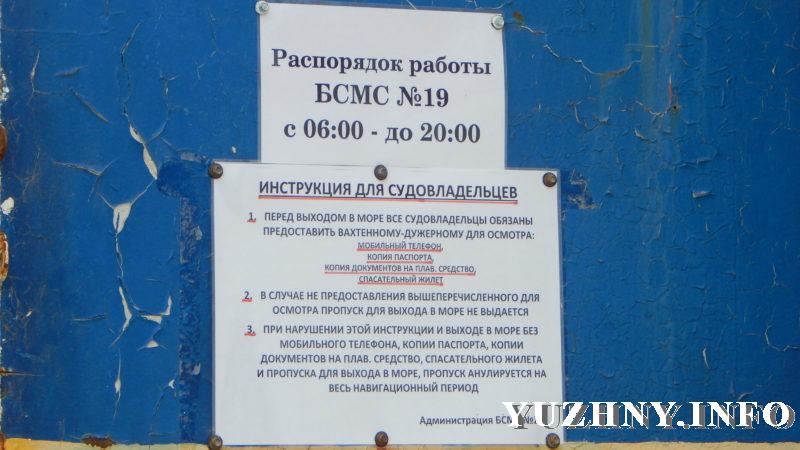 Распорядок работы
БСМС №19
с 06:00 - до 20:00
ИНСТРУКЦИЯ ДЛЯ СУДОВЛАДЕЛЬЦЕВ
1. ПЕРЕД ВЫХОДОМ В МОРЕ ВСЕ СУДОВЛАДЕЛЬЦЫ ОБЯЗАНЫ
ПРЕДОСТАВИТЬ ВАХТЕННОМУ-ДУЖЕРНОМУ ДЛЯ ОСМОТРА:
МОБИЛЬНЫЙ ТЕЛЕФОН,
КОПИЯ ПАСПОРТА,
КОПИЯ ДОКУМЕНТОВ НА ПЛАВ. СРЕДСТВО,
СПАСАТЕЛЬНЫЙ ЖИЛЕТ
2. В СЛУЧАЕ НЕ ПРЕДОСТАВЛЕНИЯ ВЫШЕПЕРЕЧИСЛЕННОГО ДЛЯ
ОСМОТРА ПРОПУСК ДЛЯ ВЫХОДА В МОРЕ НЕ ВЫДАЕТСЯ
3. ПРИ НАРУШЕНИИ ЭТОЙ ИНСТРУКЦИИ И ВЫХОДЕ В МОРЕ БЕЗ
МОБИЛЬНОГО ТЕЛЕФОНА, КОПИИ ПАСПОРТА, КОПИИ
ДОКУМЕНТОВ НА ПЛАВ. СРЕДСТВО, СПАСАТЕЛЬНОГО ЖИЛЕТА
И ПРОПУСКА ДЛЯ ВЫХОДА В МОРЕ, ПРОПУСК АНУЛИРУЕТСЯ НА
ВЕСЬ НАВИГАЦИОННЫЙ ПЕРИОД
Администрация
YUZHNY.INFO